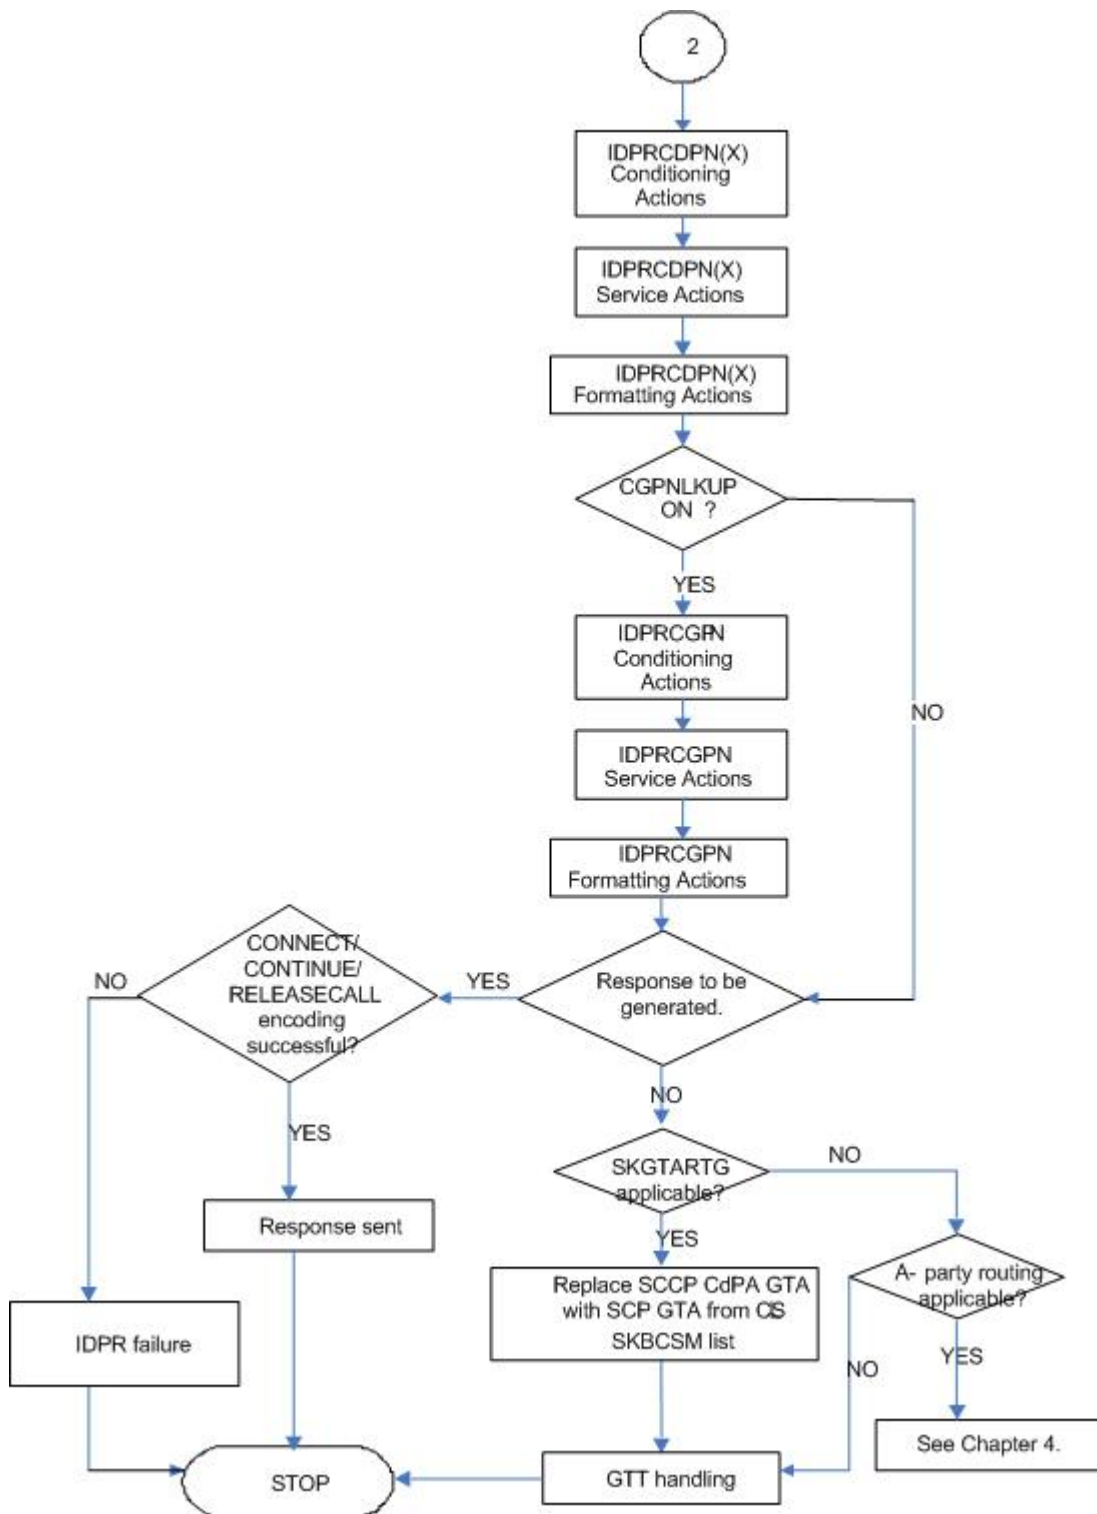 2
IDPRCDPN(X)
Conditioning
Actions
IDPRCDPN(X)
Service Actions
IDPRCDPN(X)
Formatting Actions
CGPNLKUP
ON ?
YES
NO
IDPRCGPN
Conditioning
Actions
IDPRCGPN
Service Actions
IDPRCGPN
Formatting Actions
Response to be
generated.
YES
CONNECT/
CONTINUE/
RELEASECALL
encoding
successful?
NO
YES
NO
SKGTARTG
applicable?
NO
YES
Response sent
Replace SCCP CdPA GTA
with SCP GTA from CS
SKBCSM list
A- party routing
applicable?
IDPR failure
NO
YES
See Chapter 4.
GTT handling
STOP